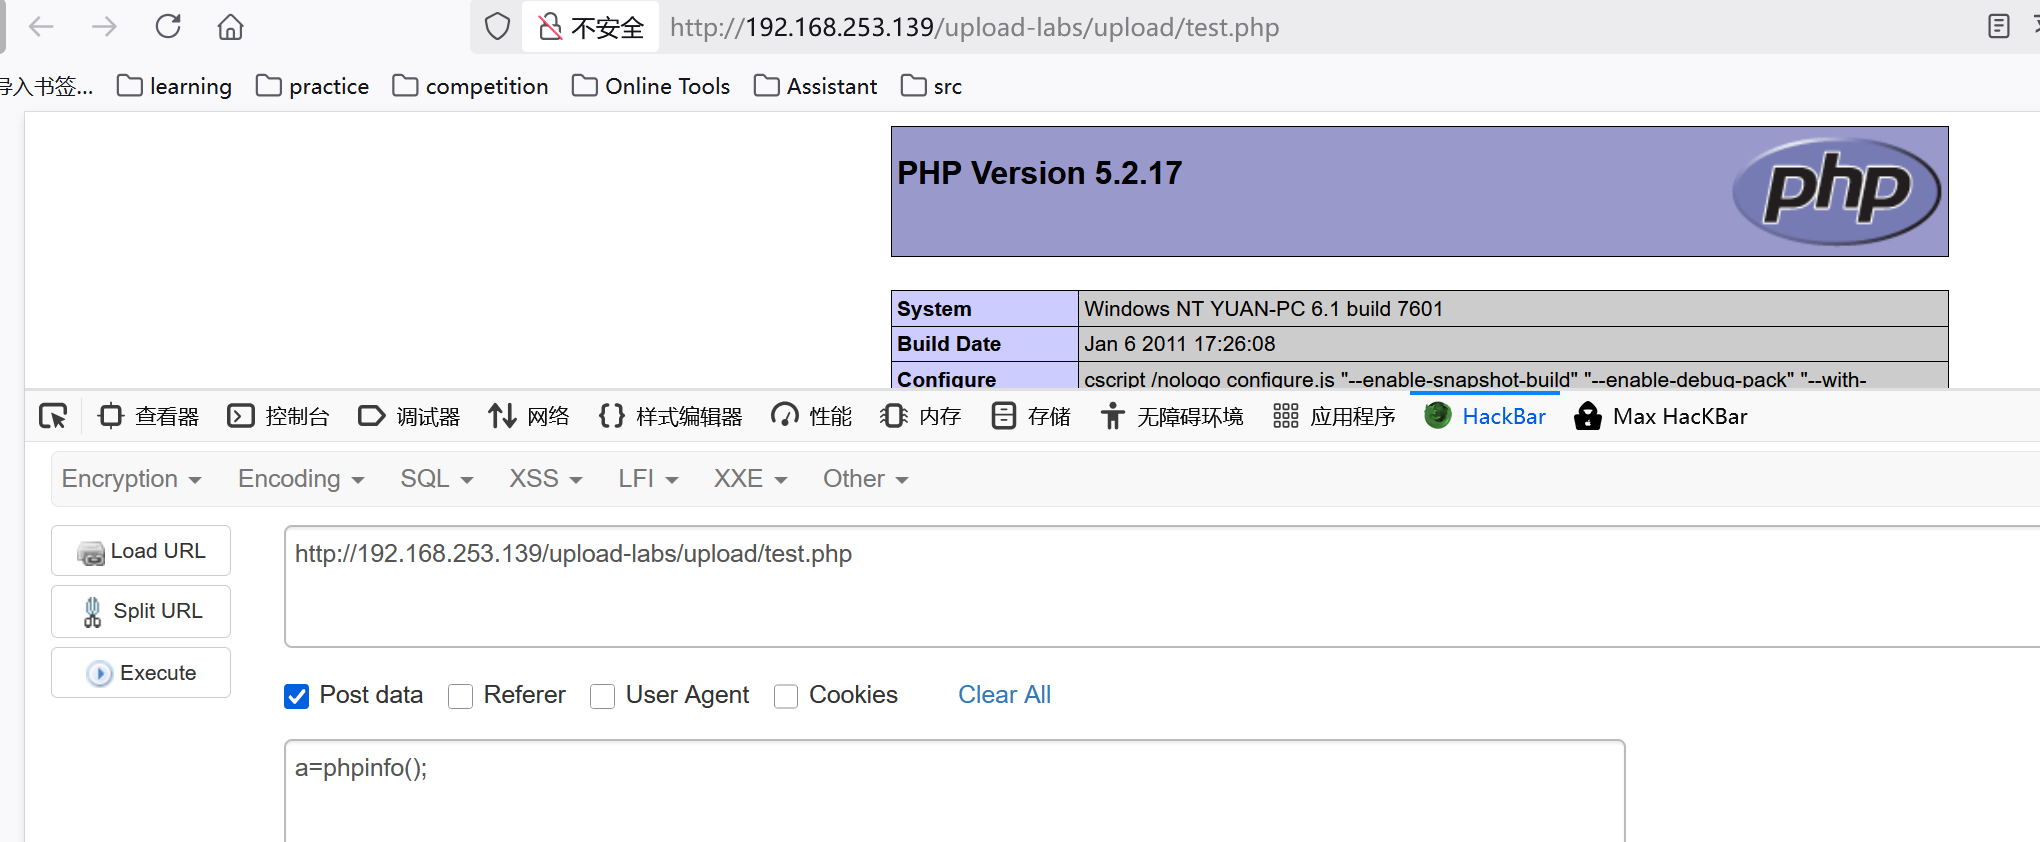 不安全 http://192.168.253.139/upload-labs/upload/test.php
导入书签... learning practice competition Online Tools Assistant src
PHP Version 5.2.17
php
System Windows NT YUAN-PC 6.1 build 7601
Build Date Jan 6 2011 17:26:08
Configure cscript /nologo configure.js "--enable-snapshot-build" "--enable-debug-pack" "--with-
查看器 控制台 调试器 网络 样式编辑器 性能 内存 存储 无障碍环境 应用程序 HackBar Max HacKBar
Encryption Encoding SQL XSS LFI XXE Other
Load URL http://192.168.253.139/upload-labs/upload/test.php
Split URL
Execute
Post data Referer User Agent Cookies Clear All
a=phpinfo();